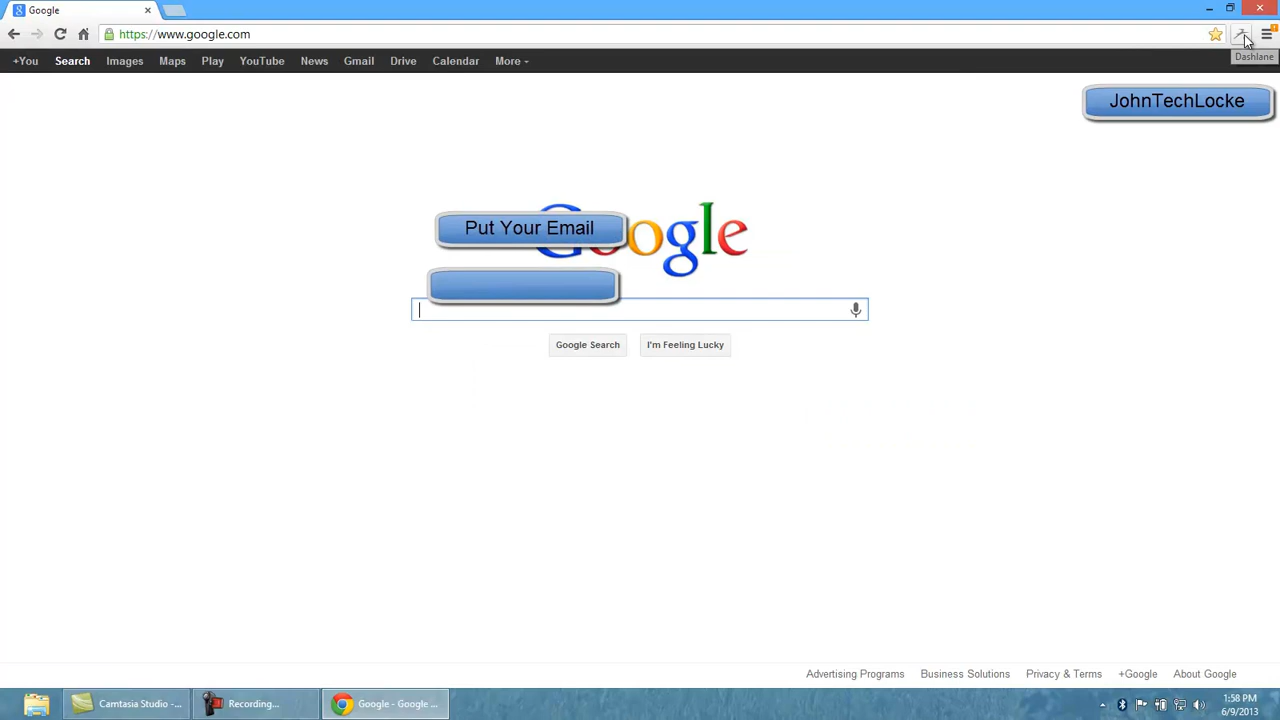 Google
https://www.google.com
Dashlane
+You Search Images Maps Play YouTube News Gmail Drive Calendar More
JohnTechLocke
Google
Put Your Email
Google Search I'm Feeling Lucky
Advertising Programs Business Solutions Privacy & Terms +Google About Google
Camtasia Studio -... Recording... Google - Google ...
1:58 PM
6/9/2013